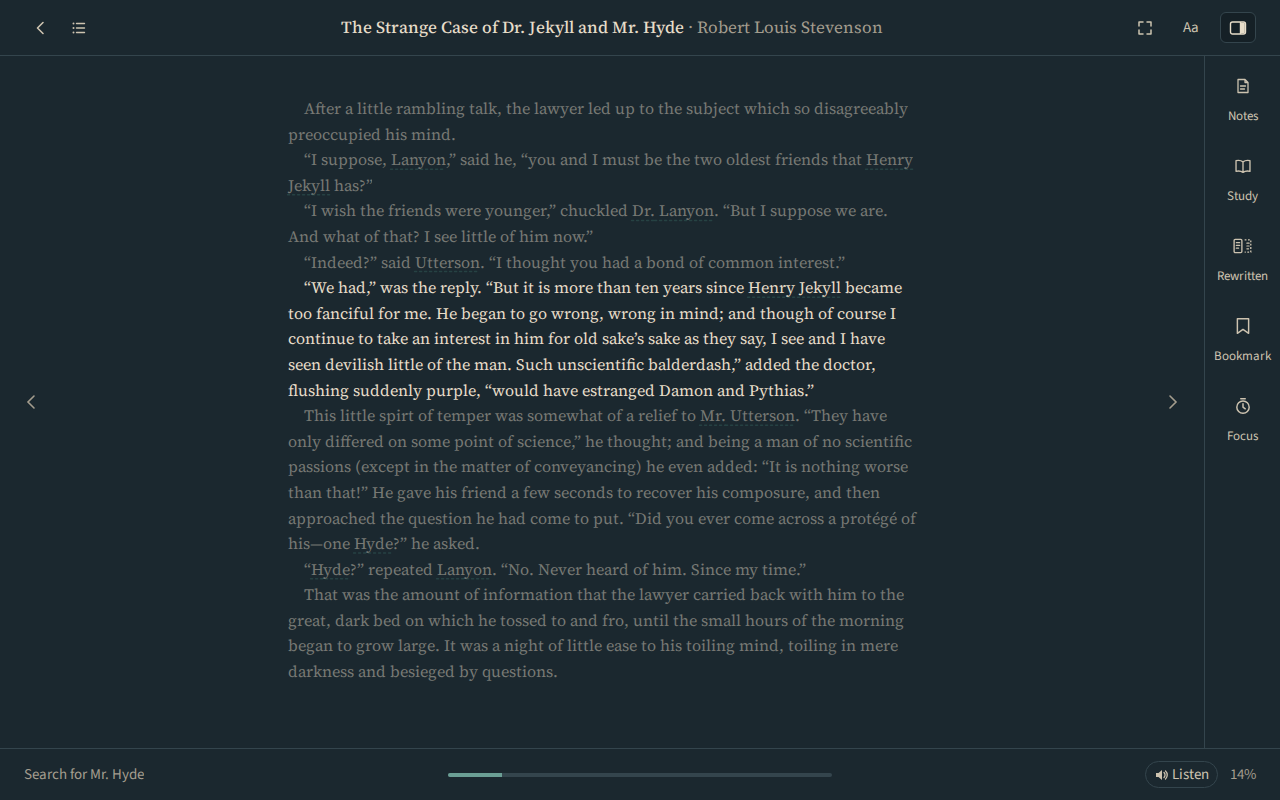 The Strange Case of Dr. Jekyll and Mr. Hyde · Robert Louis Stevenson
Aa
After a little rambling talk, the lawyer led up to the subject which so disagreeably
preoccupied his mind.
“I suppose, Lanyon,” said he, “you and I must be the two oldest friends that Henry
Jekyll has?”
“I wish the friends were younger,” chuckled Dr. Lanyon. “But I suppose we are.
And what of that? I see little of him now.”
“Indeed?” said Utterson. “I thought you had a bond of common interest.”
“We had,” was the reply. “But it is more than ten years since Henry Jekyll became
too fanciful for me. He began to go wrong, wrong in mind; and though of course I
continue to take an interest in him for old sake’s sake as they say, I see and I have
seen devilish little of the man. Such unscientific balderdash,” added the doctor,
flushing suddenly purple, “would have estranged Damon and Pythias.”
This little spirt of temper was somewhat of a relief to Mr. Utterson. “They have
only differed on some point of science,” he thought; and being a man of no scientific
passions (except in the matter of conveyancing) he even added: “It is nothing worse
than that!” He gave his friend a few seconds to recover his composure, and then
approached the question he had come to put. “Did you ever come across a protégé of
his—one Hyde?” he asked.
“Hyde?” repeated Lanyon. “No. Never heard of him. Since my time.”
That was the amount of information that the lawyer carried back with him to the
great, dark bed on which he tossed to and fro, until the small hours of the morning
began to grow large. It was a night of little ease to his toiling mind, toiling in mere
darkness and besieged by questions.
Notes
Study
Rewritten
Bookmark
Focus
Search for Mr. Hyde
Listen
14%